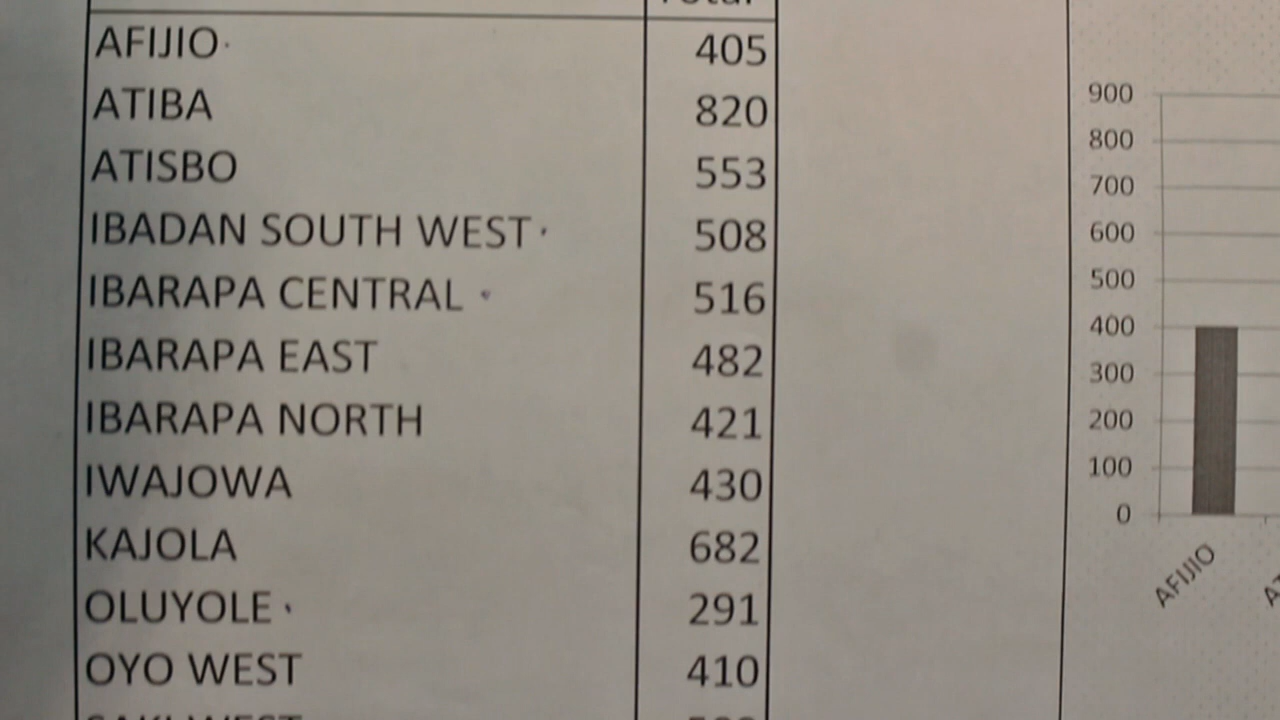 Total
AFIJIO 405
ATIBA 820
ATISBO 553
IBADAN SOUTH WEST 508
IBARAPA CENTRAL 516
IBARAPA EAST 482
IBARAPA NORTH 421
IWAJOWA 430
KAJOLA 682
OLUYOLE 291
OYO WEST 410
900
800
700
600
500
400
300
200
100
0
AFIJIO